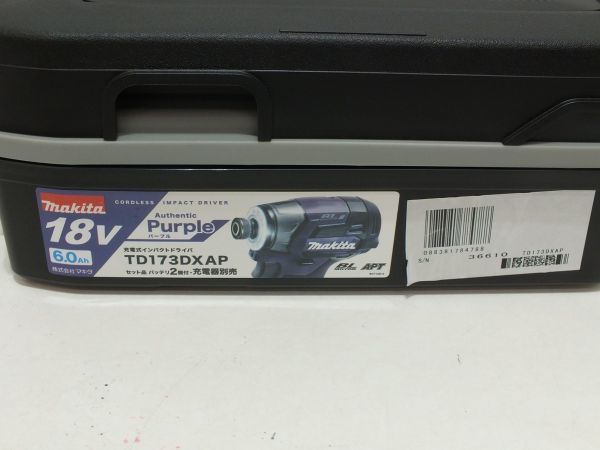 makita
18V
6.0Ah
株式会社マキタ
CORDLESS IMPACT DRIVER
Authentic
Purple
パープル
充電式インパクトドライバ
TD173DXAP
セット品 バッテリ2個付・充電器別売
makita
BL
APT
TD173DXAP
S/N 36610